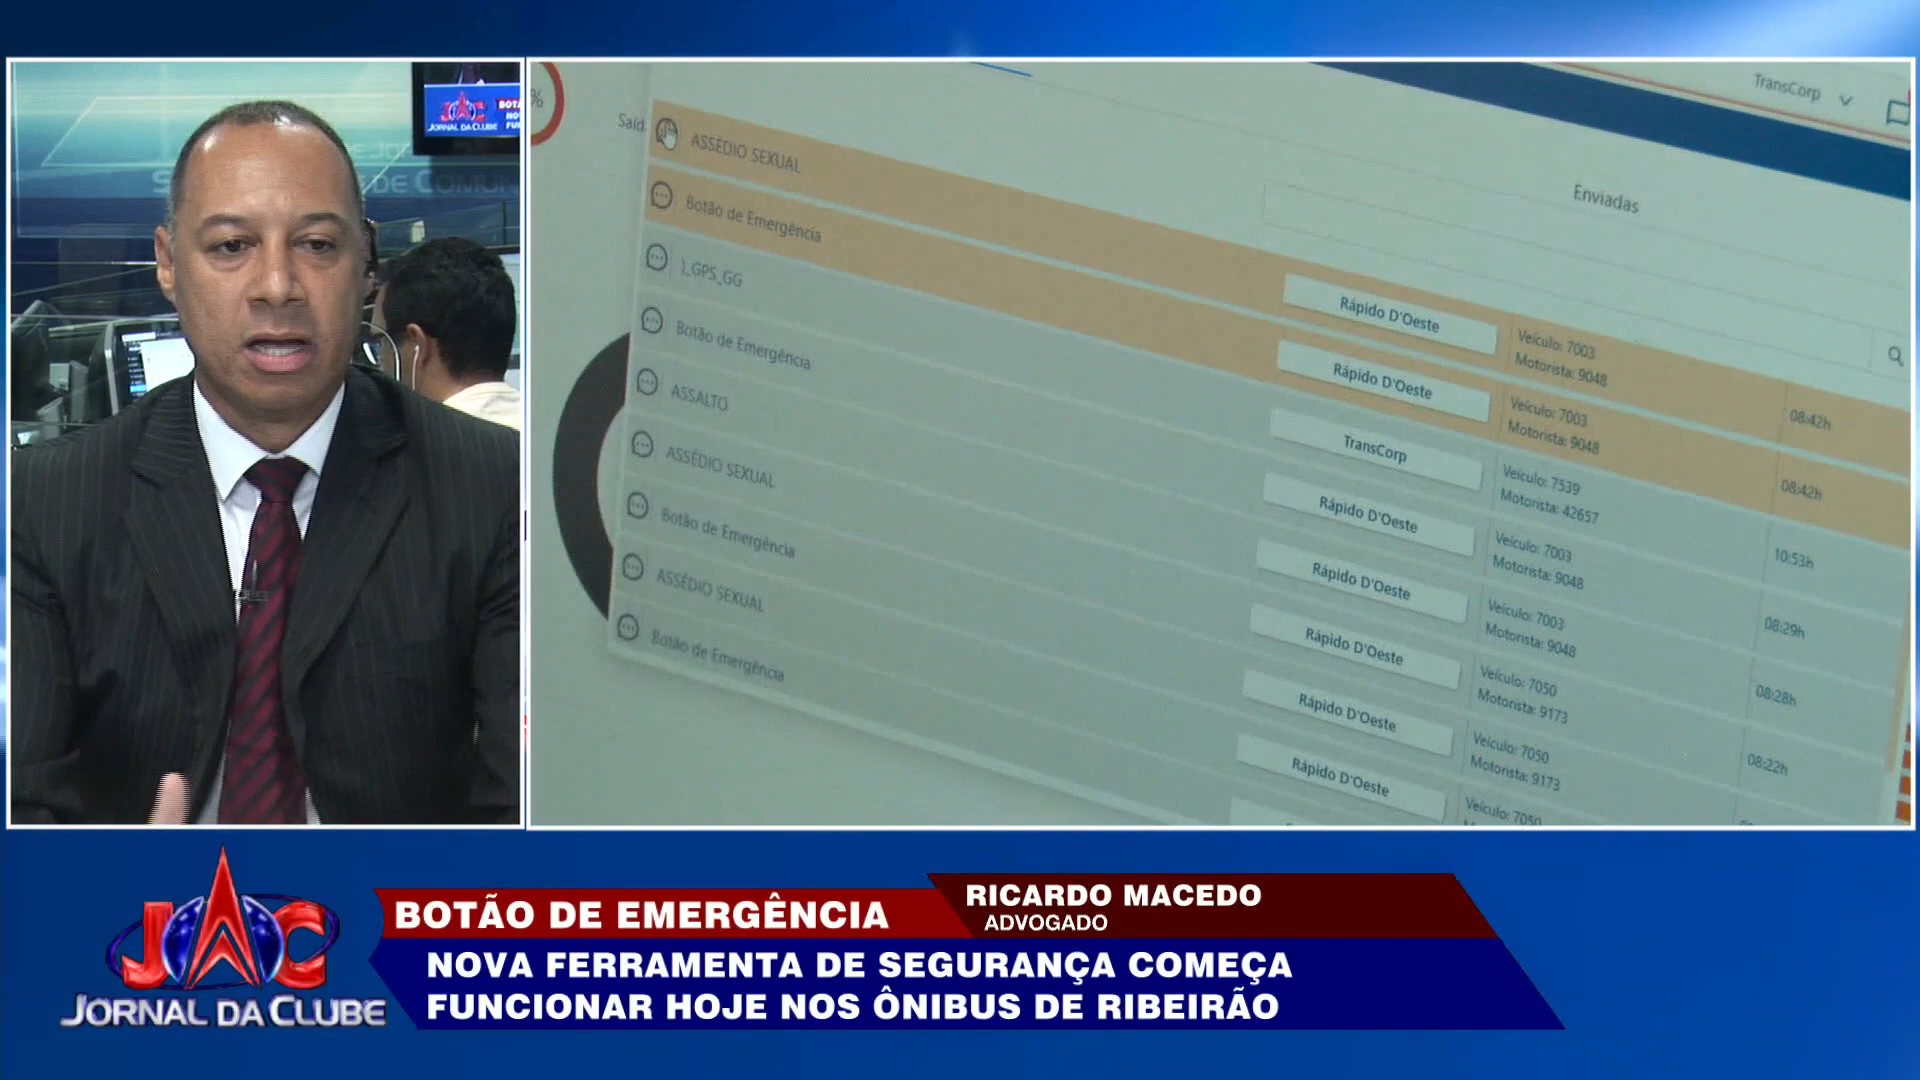 JORNAL DA CLUBE
TransCorp
Enviadas
ASSÉDIO SEXUAL
Rápido D'Oeste
Veículo: 7003
Motorista: 9048
08:42h
Botão de Emergência
Rápido D'Oeste
Veículo: 7003
Motorista: 9048
08:42h
)_GPS_GG
TransCorp
Veículo: 7539
Motorista: 42657
10:53h
Botão de Emergência
Rápido D'Oeste
Veículo: 7003
Motorista: 9048
08:29h
ASSALTO
Rápido D'Oeste
Veículo: 7003
Motorista: 9048
08:28h
ASSÉDIO SEXUAL
Rápido D'Oeste
Veículo: 7050
Motorista: 9173
08:22h
Botão de Emergência
Rápido D'Oeste
Veículo: 7050
Motorista: 9173
ASSÉDIO SEXUAL
Rápido D'Oeste
Veículo: 7050
Botão de Emergência
JAC
JORNAL DA CLUBE
BOTÃO DE EMERGÊNCIA
RICARDO MACEDO
ADVOGADO
NOVA FERRAMENTA DE SEGURANÇA COMEÇA
FUNCIONAR HOJE NOS ÔNIBUS DE RIBEIRÃO